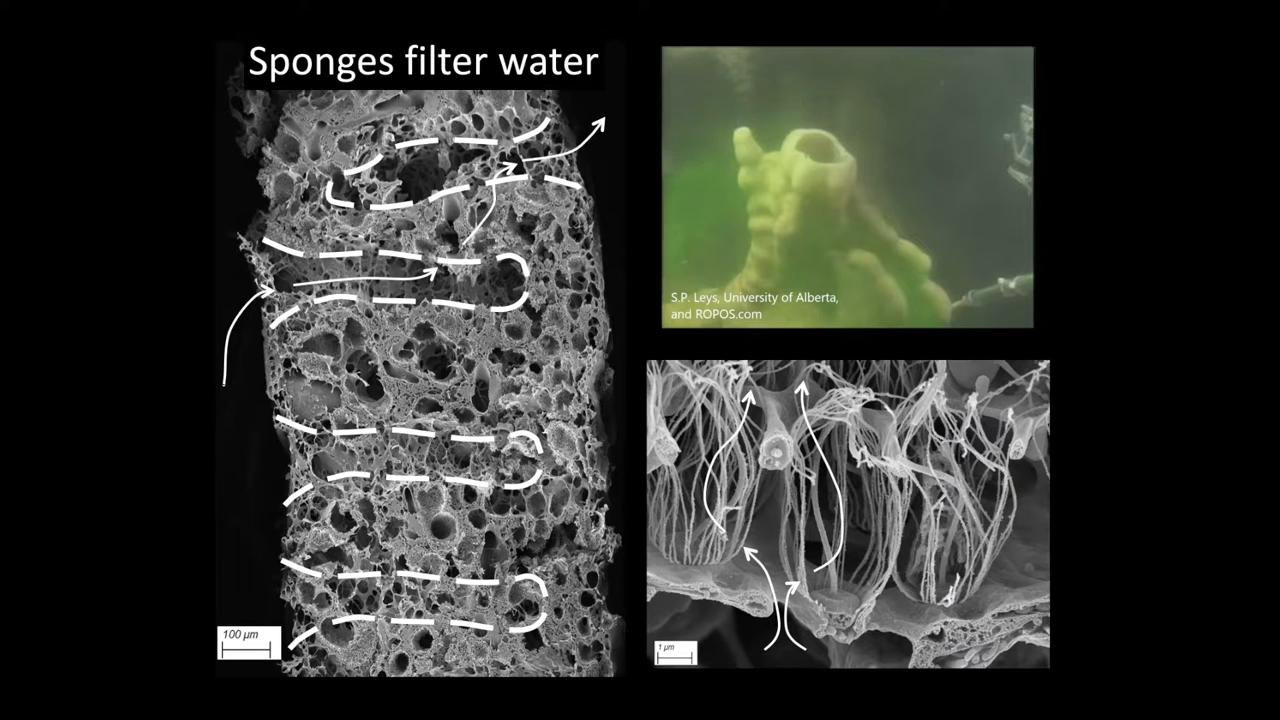 Sponges filter water
100 µm
S.P. Leys, University of Alberta,
and ROPOS.com
1 µm